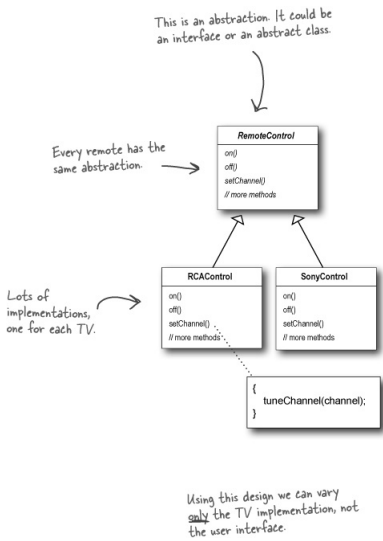 This is an abstraction. It could be
an interface or an abstract class.
RemoteControl
on()
off()
setChannel()
// more methods
Every remote has the
same abstraction.
RCAControl
on()
off()
setChannel()
// more methods
SonyControl
on()
off()
setChannel()
// more methods
Lots of
implementations,
one for each TV.
{
tuneChannel(channel);
}
Using this design we can vary
only the TV implementation, not
the user interface.